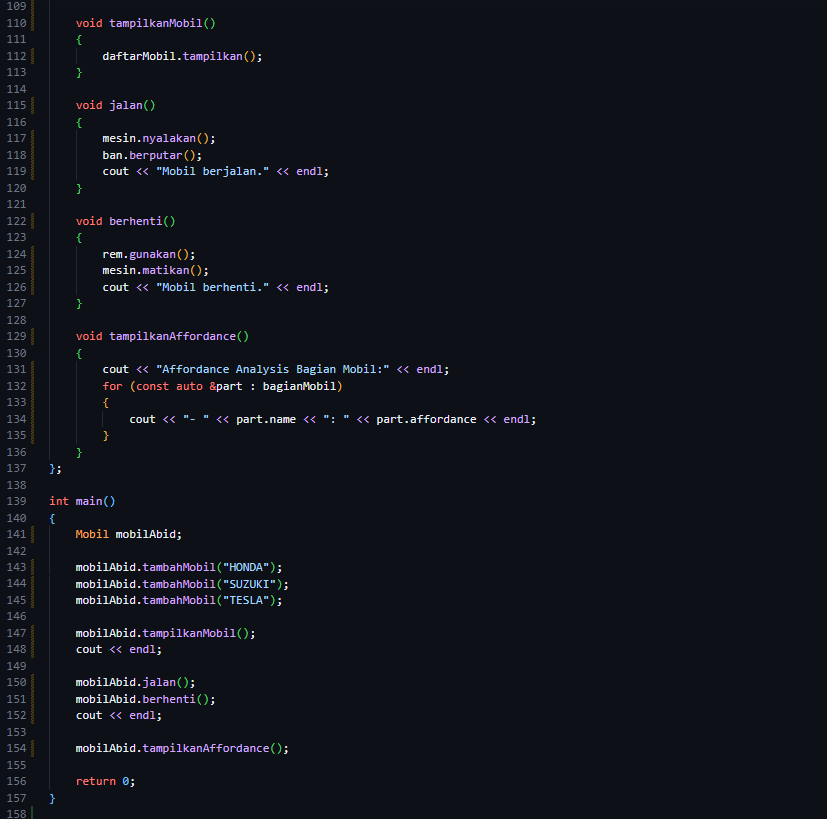 109
110 void tampilkanMobil()
111 {
112 daftarMobil.tampilkan();
113 }
114
115 void jalan()
116 {
117 mesin.nyalakan();
118 ban.berputar();
119 cout << "Mobil berjalan." << endl;
120 }
121
122 void berhenti()
123 {
124 rem.gunakan();
125 mesin.matikan();
126 cout << "Mobil berhenti." << endl;
127 }
128
129 void tampilkanAffordance()
130 {
131 cout << "Affordance Analysis Bagian Mobil:" << endl;
132 for (const auto &part : bagianMobil)
133 {
134 cout << "- " << part.name << ": " << part.affordance << endl;
135 }
136 }
137 };
138
139 int main()
140 {
141 Mobil mobilAbid;
142
143 mobilAbid.tambahMobil("HONDA");
144 mobilAbid.tambahMobil("SUZUKI");
145 mobilAbid.tambahMobil("TESLA");
146
147 mobilAbid.tampilkanMobil();
148 cout << endl;
149
150 mobilAbid.jalan();
151 mobilAbid.berhenti();
152 cout << endl;
153
154 mobilAbid.tampilkanAffordance();
155
156 return 0;
157 }
158